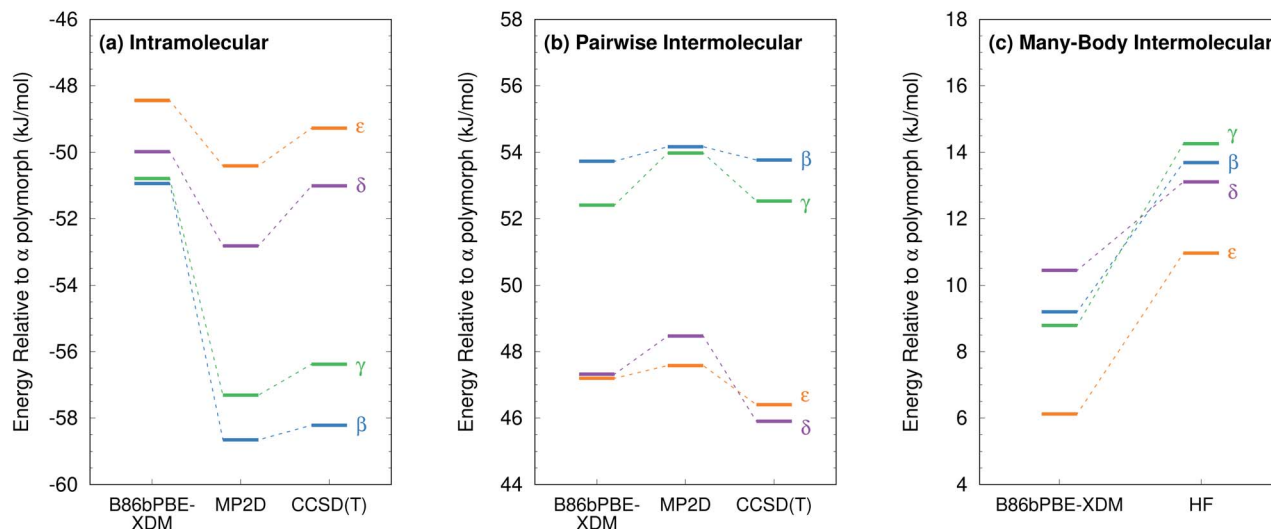 (a) Intramolecular
Energy Relative to α polymorph (kJ/mol)
-46
-48
-50
-52
-54
-56
-58
-60
ε
δ
γ
β
B86bPBE-
XDM
MP2D
CCSD(T)
(b) Pairwise Intermolecular
Energy Relative to α polymorph (kJ/mol)
58
56
54
52
50
48
46
44
β
γ
ε
δ
B86bPBE-
XDM
MP2D
CCSD(T)
(c) Many-Body Intermolecular
Energy Relative to α polymorph (kJ/mol)
18
16
14
12
10
8
6
4
γ
β
δ
ε
B86bPBE-XDM
HF